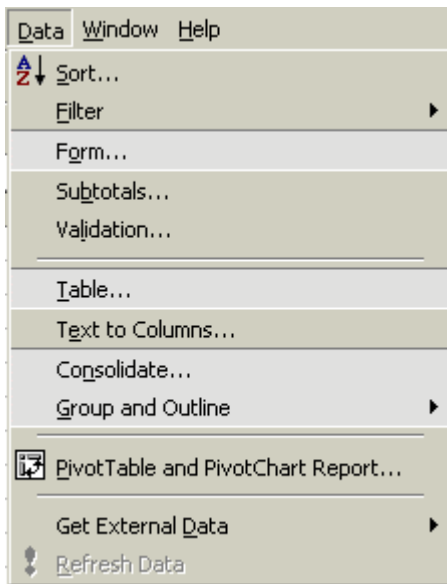 Data Window Help
Sort...
Filter
Form...
Subtotals...
Validation...
Table...
Text to Columns...
Consolidate...
Group and Outline
PivotTable and PivotChart Report...
Get External Data
Refresh Data